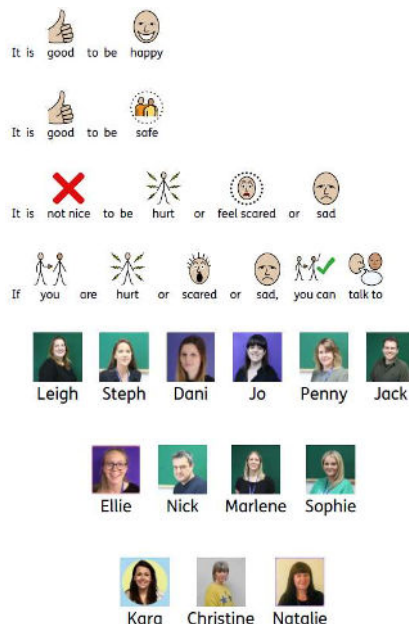 It is good to be happy
It is good to be safe
It is not nice to be hurt or feel scared or sad
If you are hurt or scared or sad, you can talk to
Leigh Steph Dani Jo Penny Jack
Ellie Nick Marlene Sophie
Kara Christine Natalie